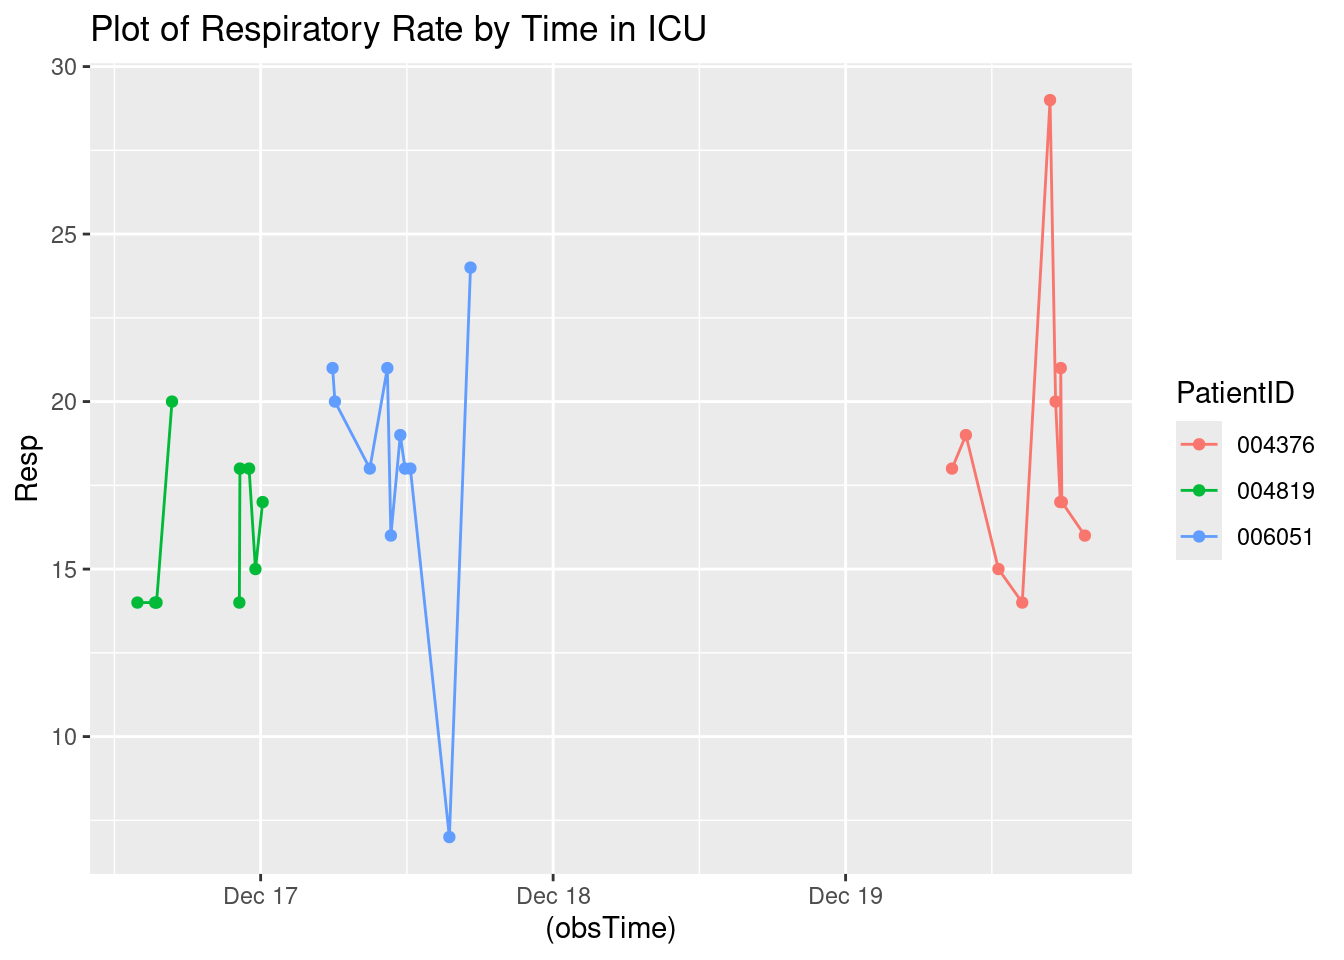 Plot of Respiratory Rate by Time in ICU
30
25
20
15
10
Resp
Dec 17
Dec 18
Dec 19
(obsTime)
PatientID
004376
004819
006051